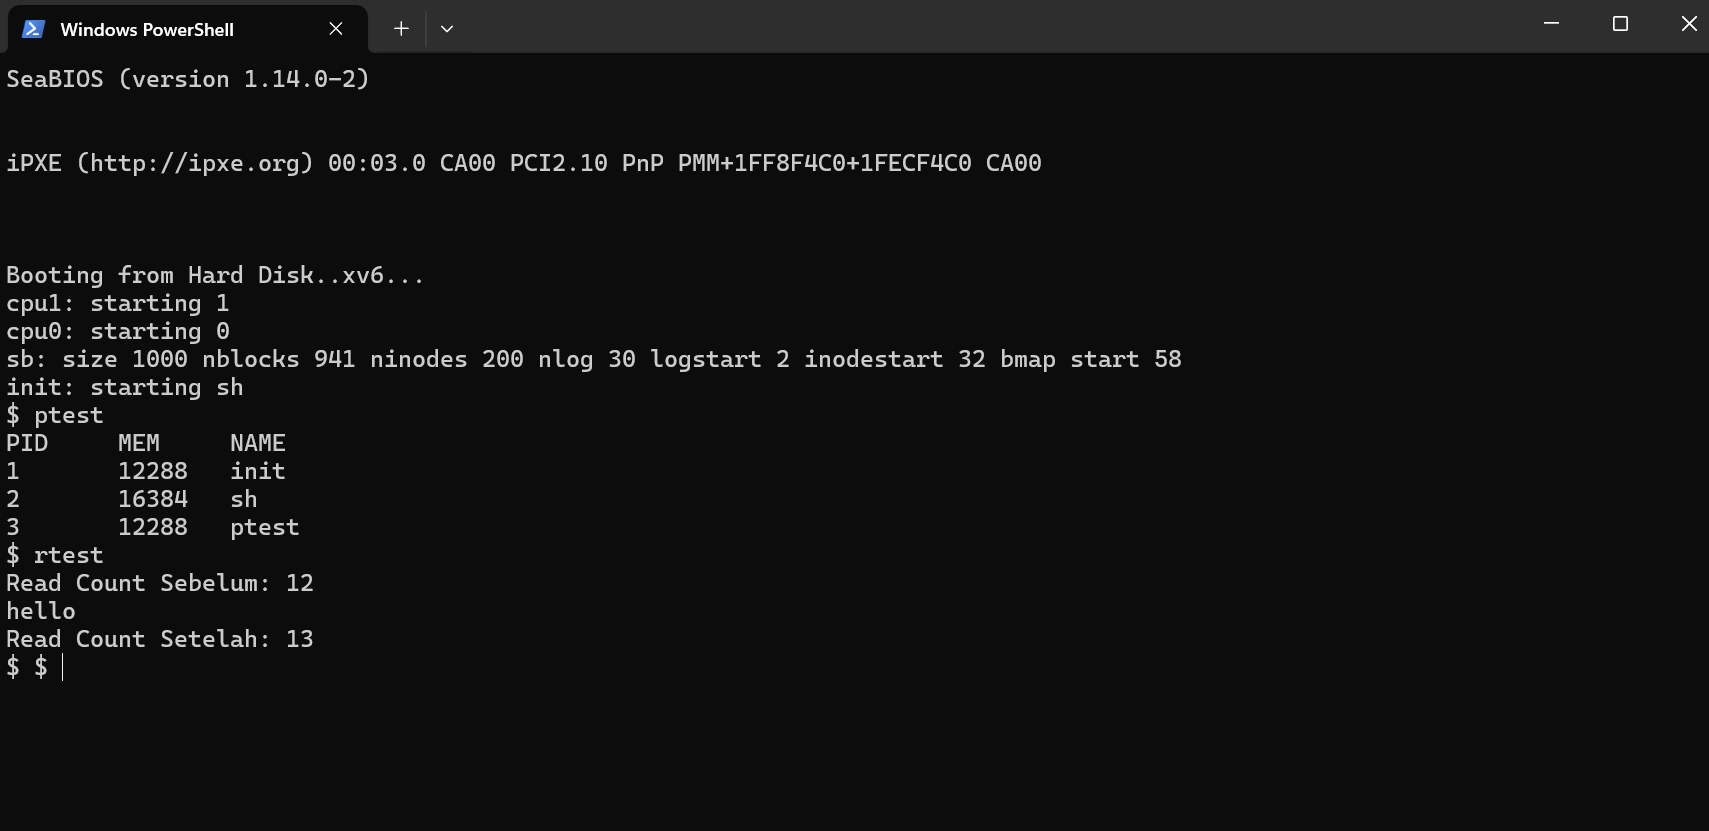 Windows PowerShell
SeaBIOS (version 1.14.0-2)
iPXE (http://ipxe.org) 00:03.0 CA00 PCI2.10 PnP PMM+1FF8F4C0+1FECF4C0 CA00
Booting from Hard Disk..xv6...
cpu1: starting 1
cpu0: starting 0
sb: size 1000 nblocks 941 ninodes 200 nlog 30 logstart 2 inodestart 32 bmap start 58
init: starting sh
$ ptest
PID MEM NAME
1 12288 init
2 16384 sh
3 12288 ptest
$ rtest
Read Count Sebelum: 12
hello
Read Count Setelah: 13
$ $